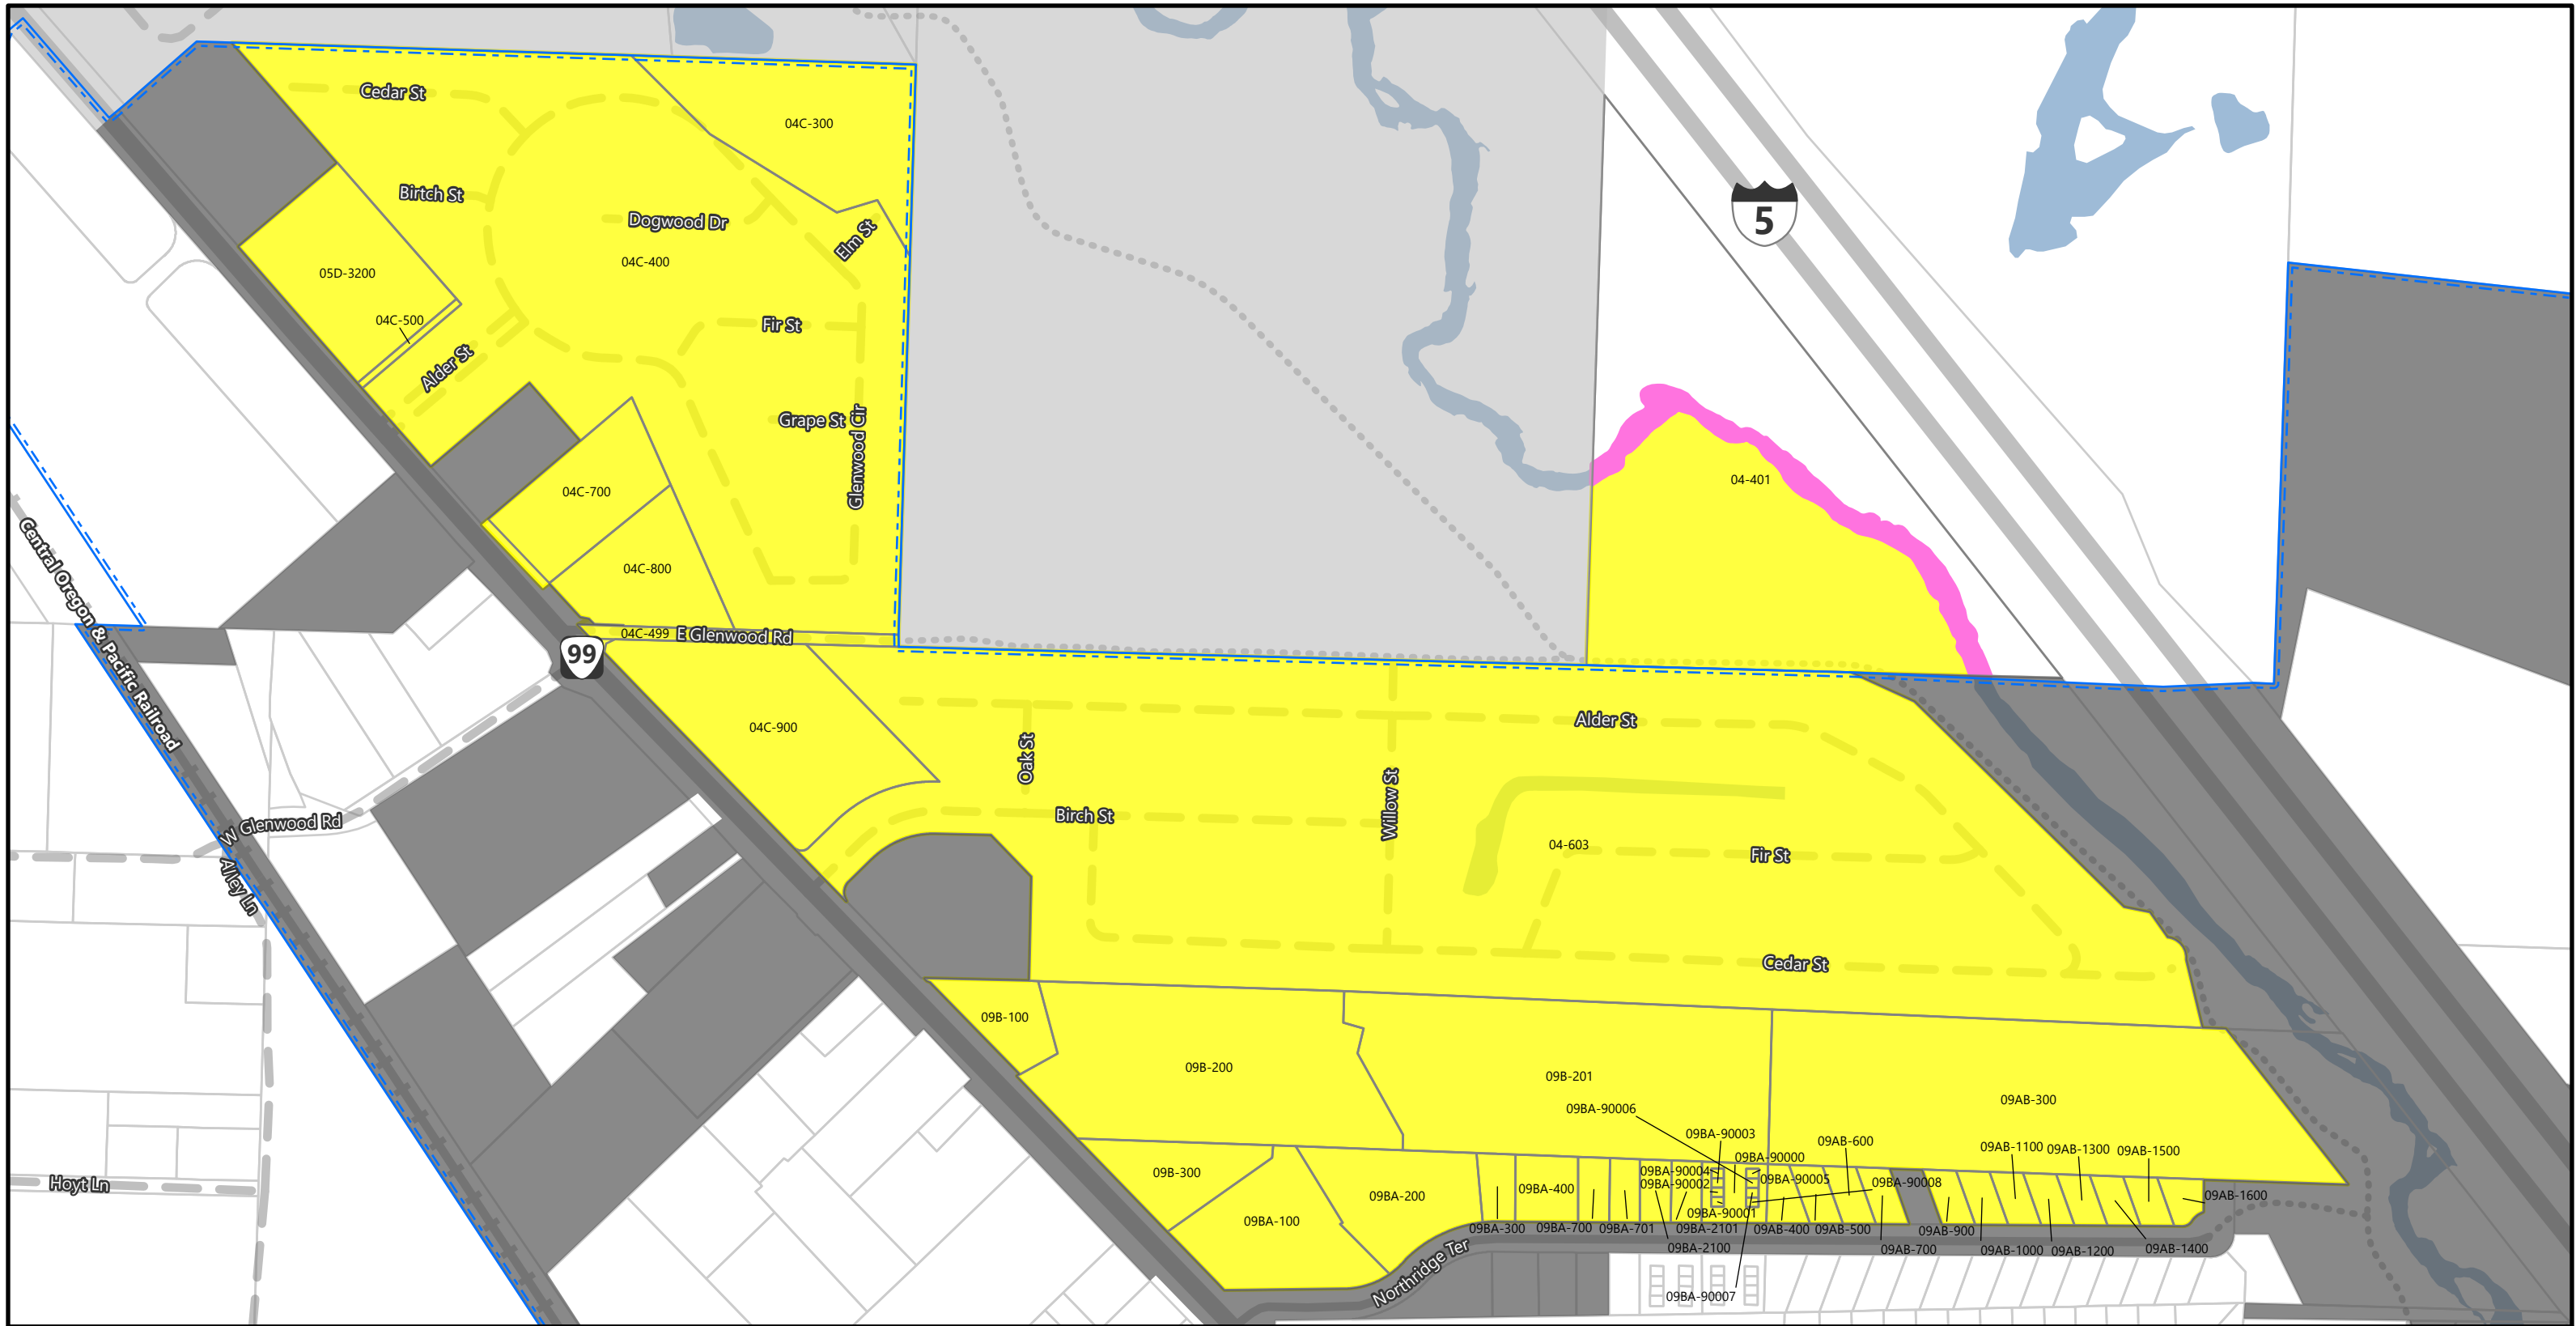 Cedar St
04C-300
Birtch St
Dogwood Dr
5
Elm St
04C-400
05D-3200
04C-500
Fir St
Alder St
Grape St
Glenwood Cir
04-401
04C-700
04C-800
Central Oregon & Pacific Railroad
04C-499
E Glenwood Rd
99
04C-900
Alder St
Oak St
Willow St
Birch St
W Glenwood Rd
04-603
Fir St
Alley Ln
Cedar St
09B-100
09B-200
09B-201
09AB-300
09BA-90006
09BA-90003
09AB-600
09AB-1100
09AB-1300
09AB-1500
09BA-90000
09B-300
09BA-90004
09BA-90005
Hoyt Ln
09BA-90002
09BA-90008
09BA-200
09BA-400
09AB-1600
09BA-100
09BA-90001
09BA-300
09BA-700
09BA-701
09BA-2101
09AB-400
09AB-500
09AB-900
09BA-2100
09AB-700
09AB-1000
09AB-1200
09AB-1400
Northridge Ter
09BA-90007